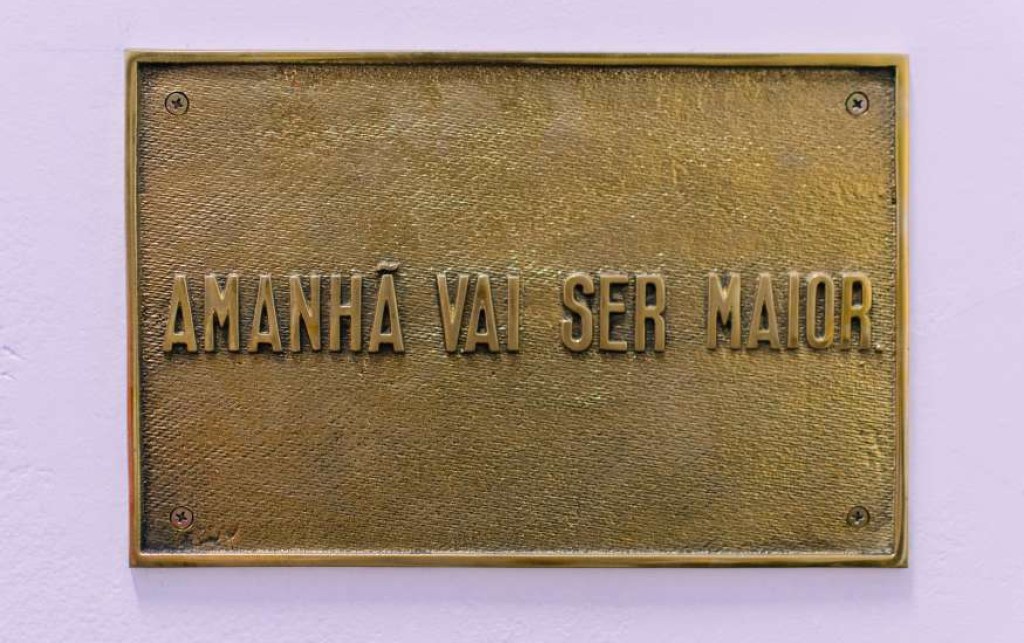 AMANHÃ VAI SER MAIOR.